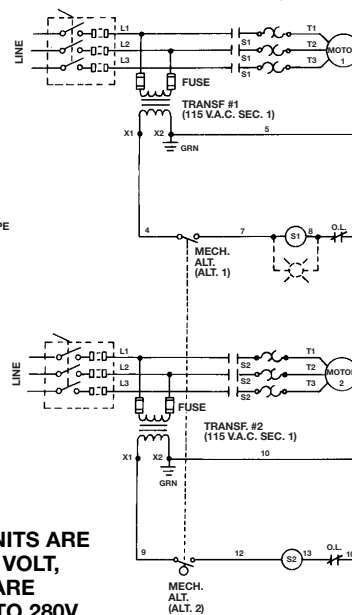 LINE
L1
L2
L3
S1
S1
S1
T1
T2
T3
MOTO
1
FUSE
TRANSF #1
(115 V.A.C. SEC. 1)
X1
X2
5
GRN
PE
4
7
S1
8
O.L.
MECH.
ALT.
(ALT. 1)
LINE
L1
L2
L3
S2
S2
S2
T1
T2
T3
MOTO
2
FUSE
TRANSF. #2
(115 V.A.C. SEC. 1)
X1
X2
10
GRN
NITS ARE
VOLT,
ARE
TO 280V
9
12
S2
13
O.L.
10
MECH.
ALT.
(ALT. 2)